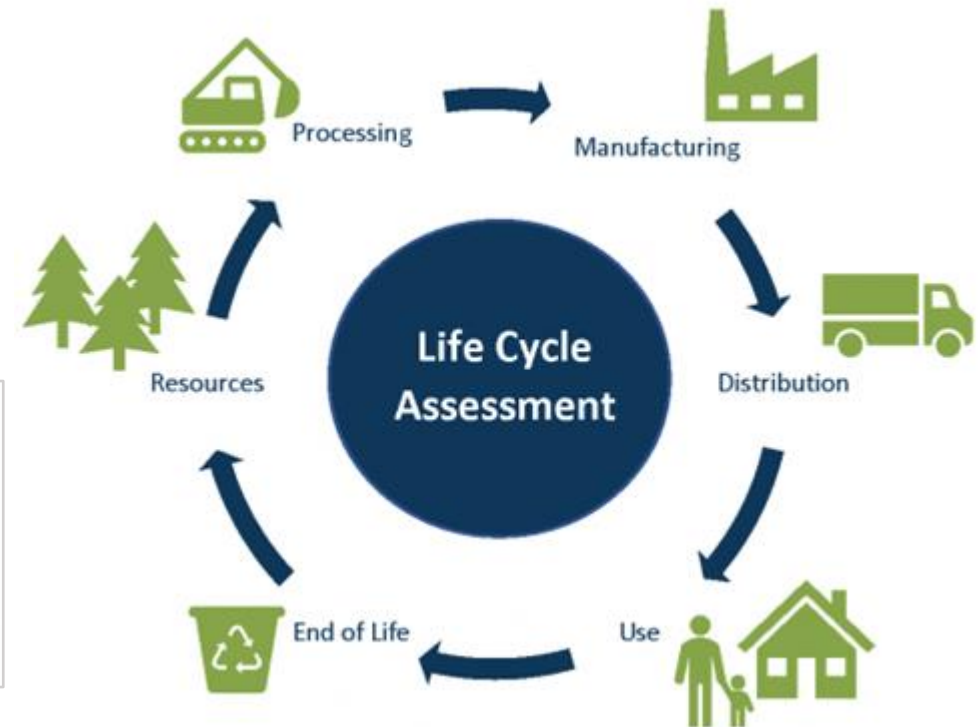 Processing
Manufacturing
Life Cycle
Assessment
Resources
Distribution
End of Life
Use